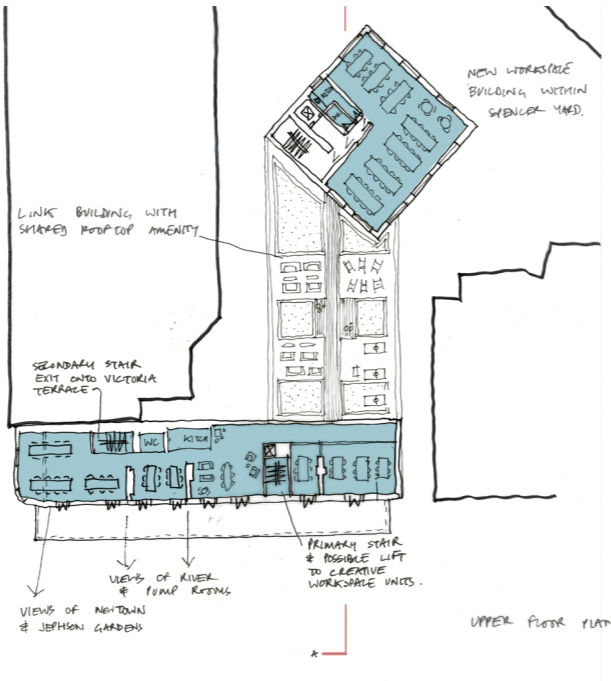 NEW WORKSPACE
BUILDING WITHIN
SPENCER YARD.
LINK BUILDING WITH
SHARED ROOFTOP AMENITY
SECONDARY STAIR
EXIT ONTO VICTORIA
TERRACE
WC
KITCH
PRIMARY STAIR
& POSSIBLE LIFT
TO CREATIVE
WORKSPACE UNITS.
VIEWS OF RIVER
& PUMP ROOMS
VIEWS OF NEWTOWN
& JEPHSON GARDENS
UPPER FLOOR PLAN
A